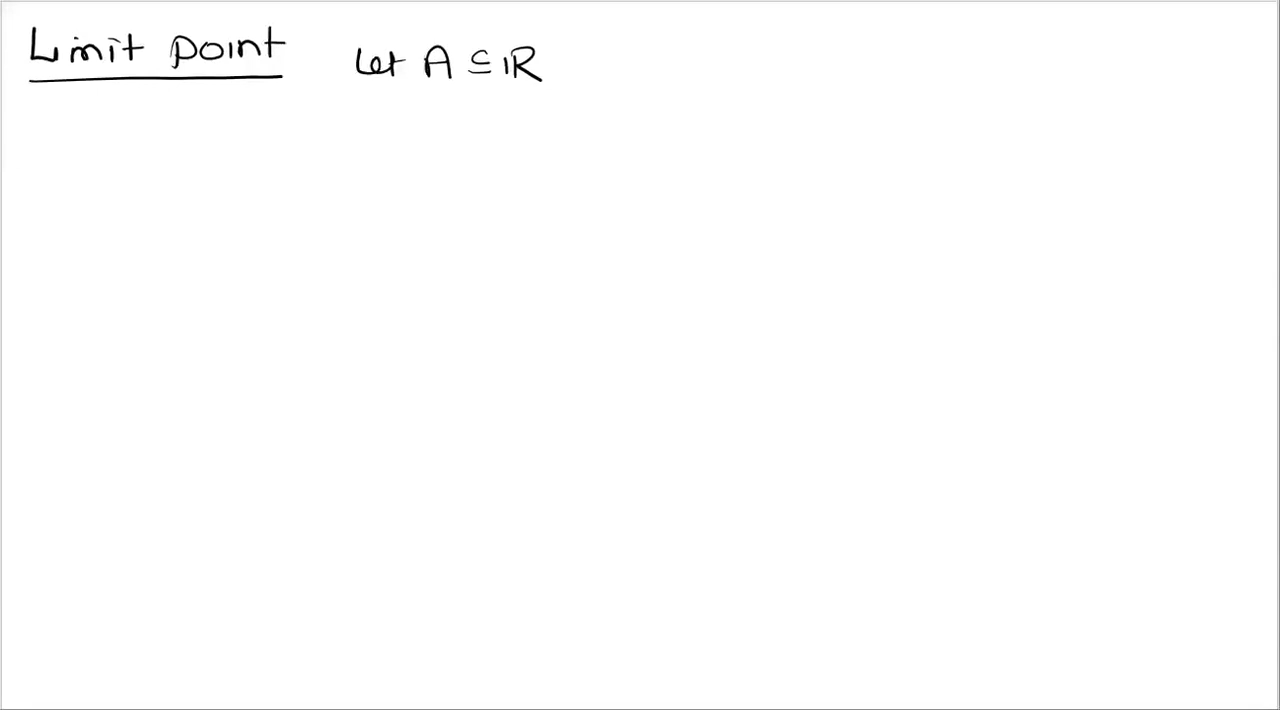 Limit point Let A ⊆ ℝ